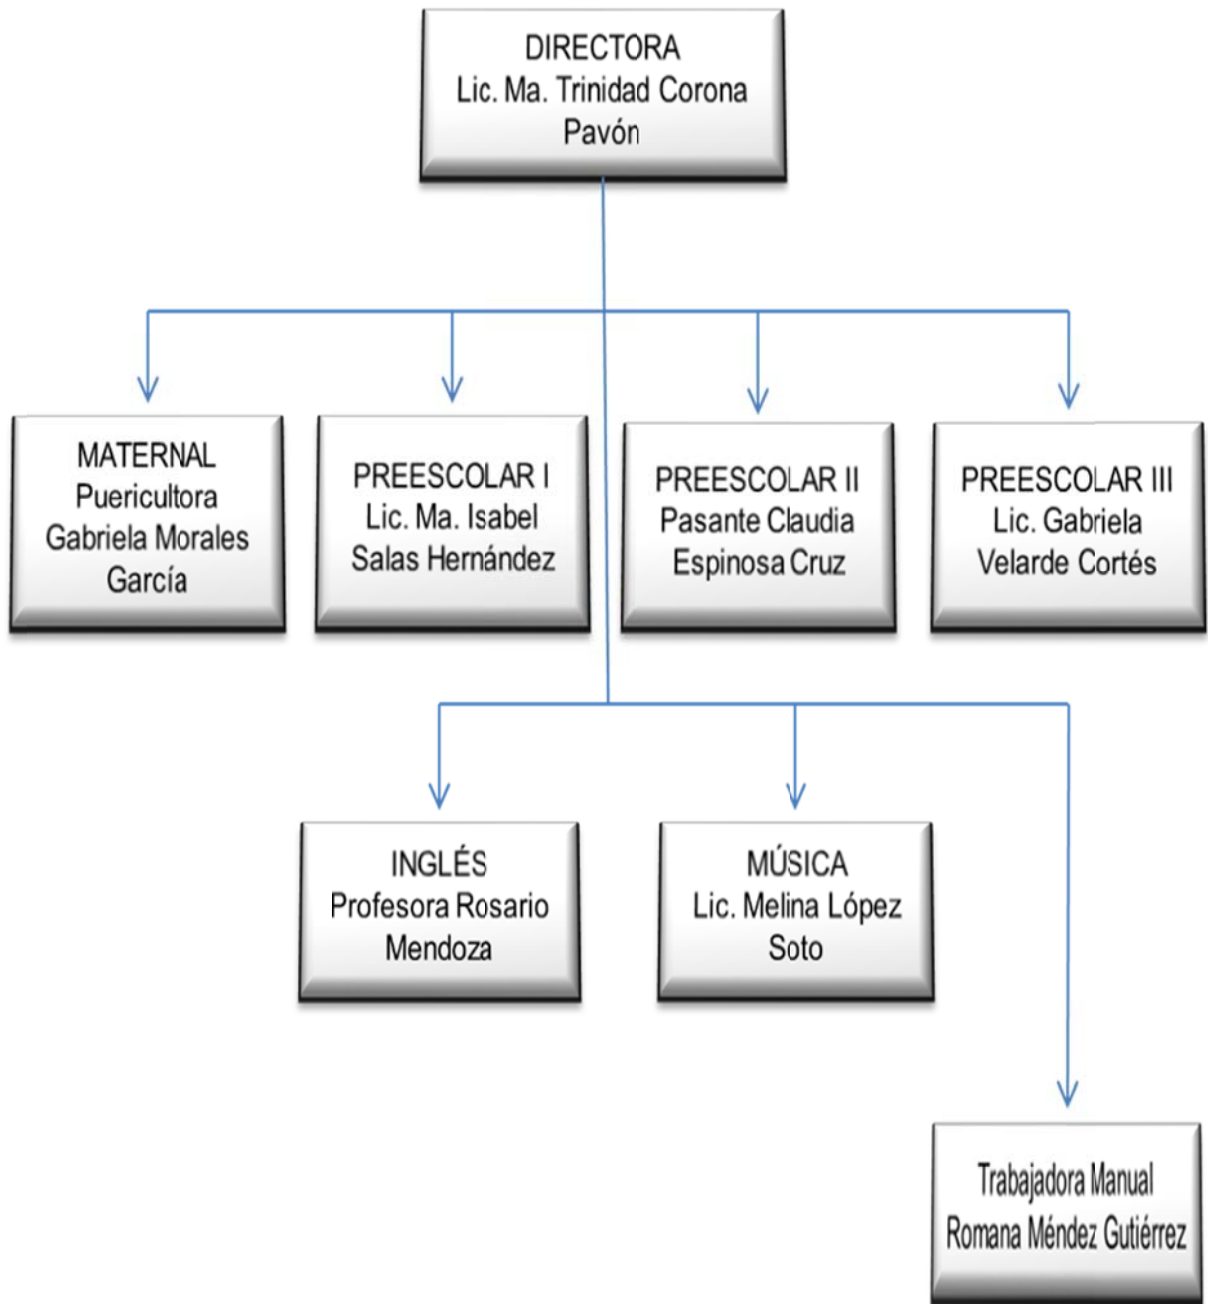 DIRECTORA
Lic. Ma. Trinidad Corona
Pavón
MATERNAL
Puericultora
Gabriela Morales
García
PREESCOLAR I
Lic. Ma. Isabel
Salas Hernández
PREESCOLAR II
Pasante Claudia
Espinosa Cruz
PREESCOLAR III
Lic. Gabriela
Velarde Cortés
INGLÉS
Profesora Rosario
Mendoza
MÚSICA
Lic. Melina López
Soto
Trabajadora Manual
Romana Méndez Gutiérrez